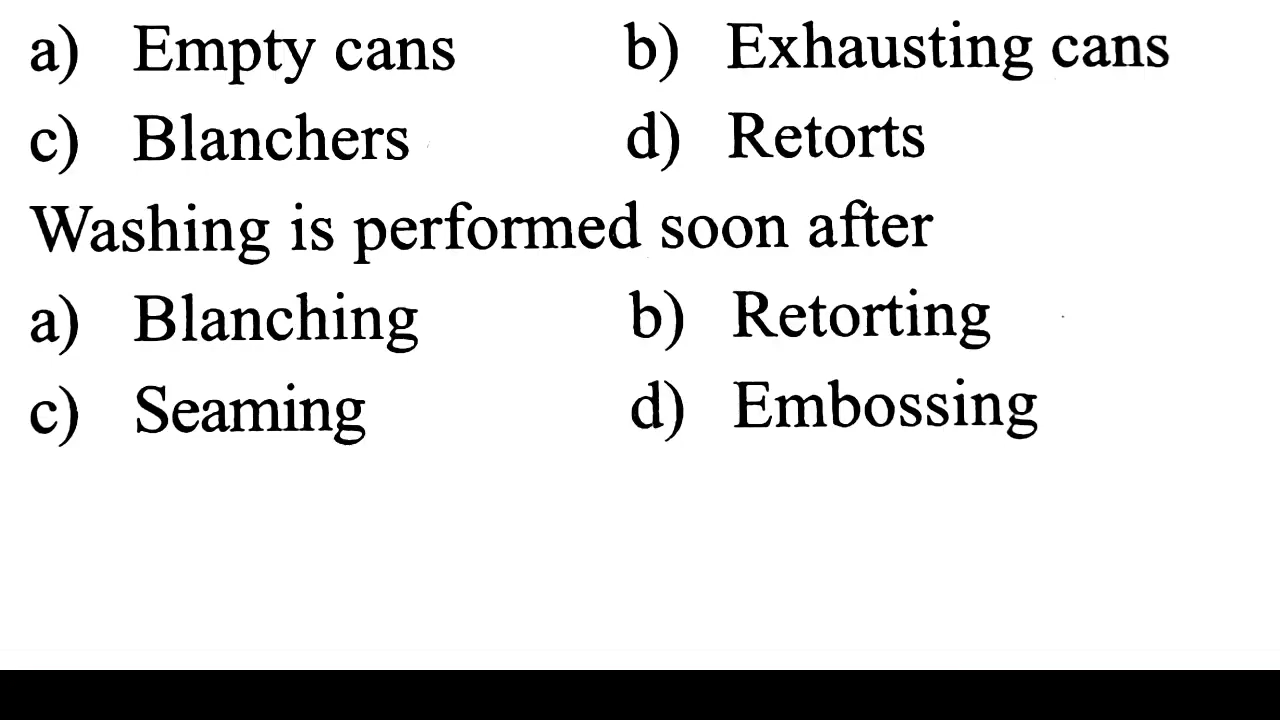 a) Empty cans b) Exhausting cans
c) Blanchers d) Retorts
Washing is performed soon after
a) Blanching b) Retorting
c) Seaming d) Embossing